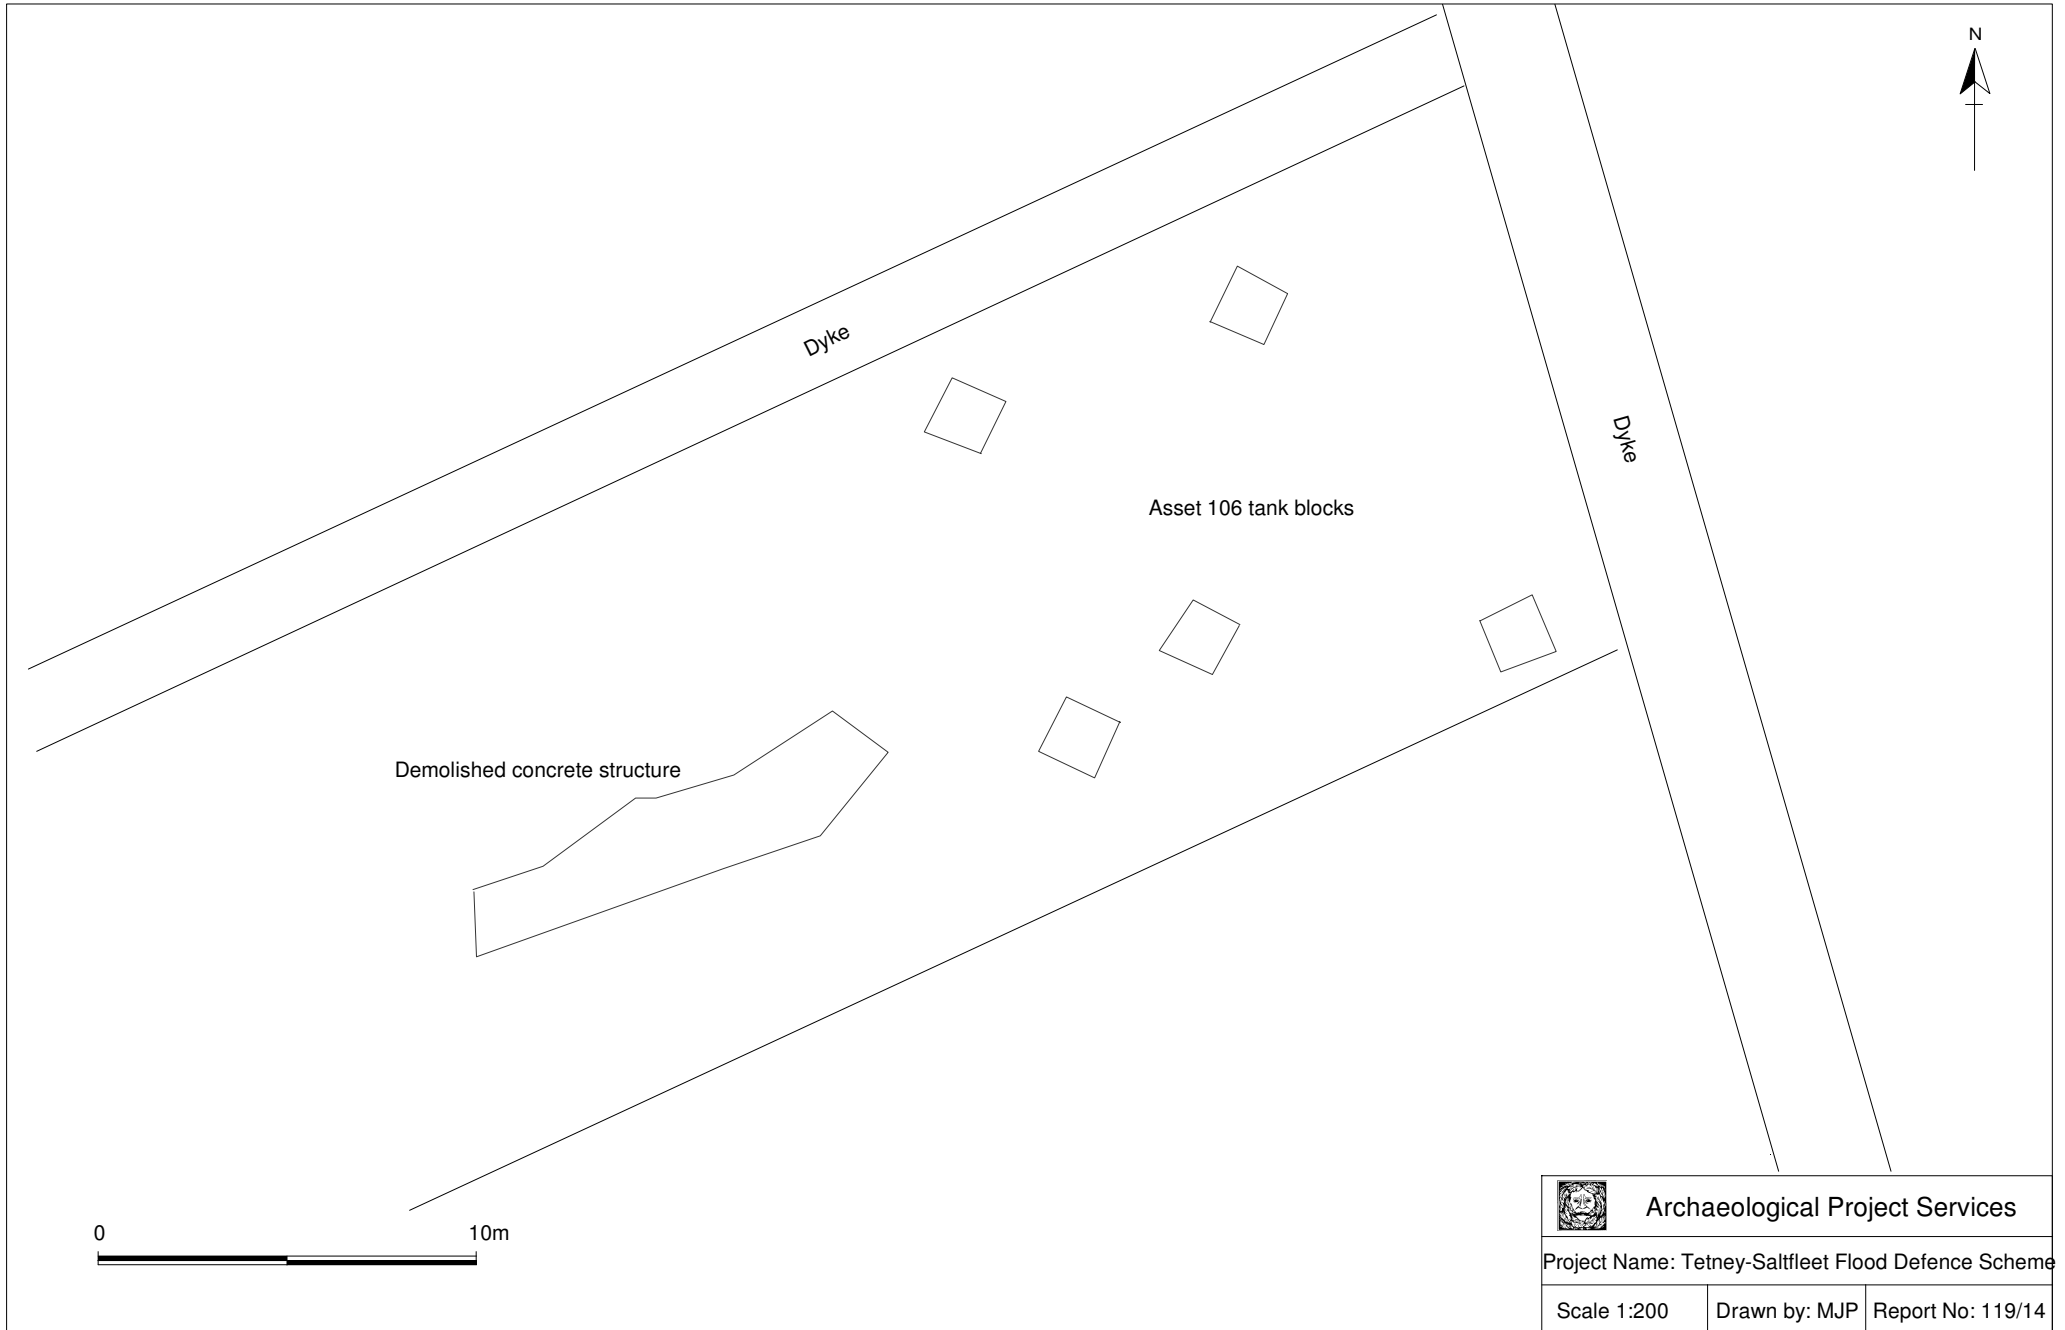 N
Dyke
Dyke
Asset 106 tank blocks
Demolished concrete structure
0 10m
Archaeological Project Services
Project Name: Tetney-Saltfleet Flood Defence Scheme
Scale 1:200 Drawn by: MJP Report No: 119/14